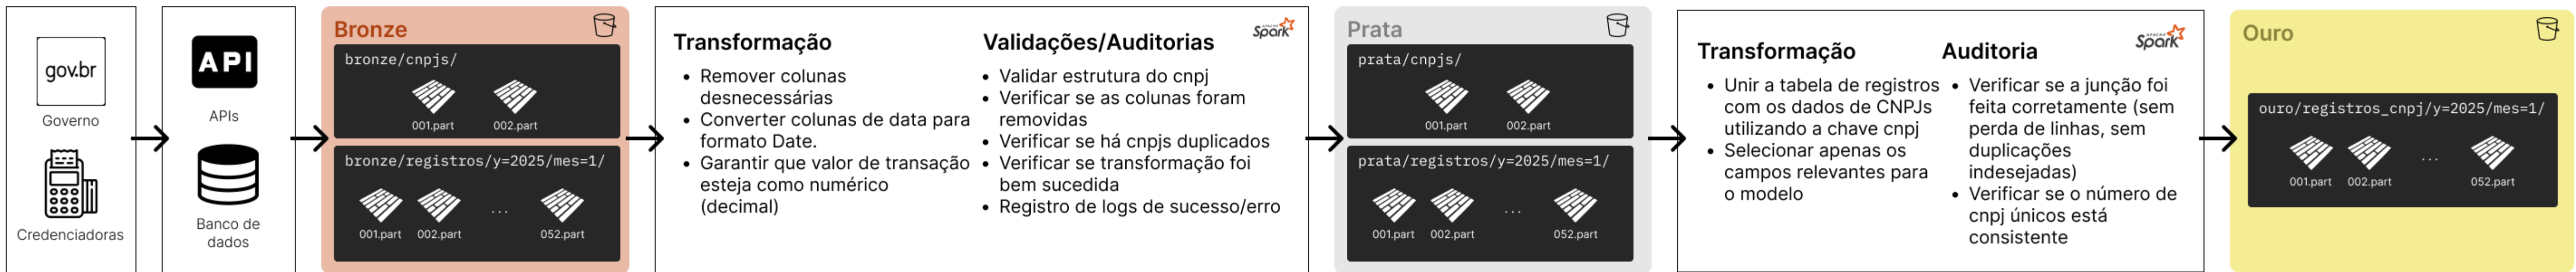 gov.br
Governo
Credenciadoras
API
APIs
Banco de
dados
Bronze
bronze/cnpjs/
001.part
002.part
bronze/registros/y=2025/mes=1/
001.part
002.part
...
052.part
Transformação
• Remover colunas
desnecessárias
• Converter colunas de data para
formato Date.
• Garantir que valor de transação
esteja como numérico
(decimal)
Validações/Auditorias
• Validar estrutura do cnpj
• Verificar se as colunas foram
removidas
• Verificar se há cnpjs duplicados
• Verificar se transformação foi
bem sucedida
• Registro de logs de sucesso/erro
APACHE
Spark
Prata
prata/cnpjs/
001.part
002.part
prata/registros/y=2025/mes=1/
001.part
002.part
...
052.part
Transformação
• Unir a tabela de registros
com os dados de CNPJs
utilizando a chave cnpj
• Selecionar apenas os
campos relevantes para
o modelo
Auditoria
• Verificar se a junção foi
feita corretamente (sem
perda de linhas, sem
duplicações
indesejadas)
• Verificar se o número de
cnpj únicos está
consistente
APACHE
Spark
Ouro
ouro/registros_cnpj/y=2025/mes=1/
001.part
002.part
...
052.part